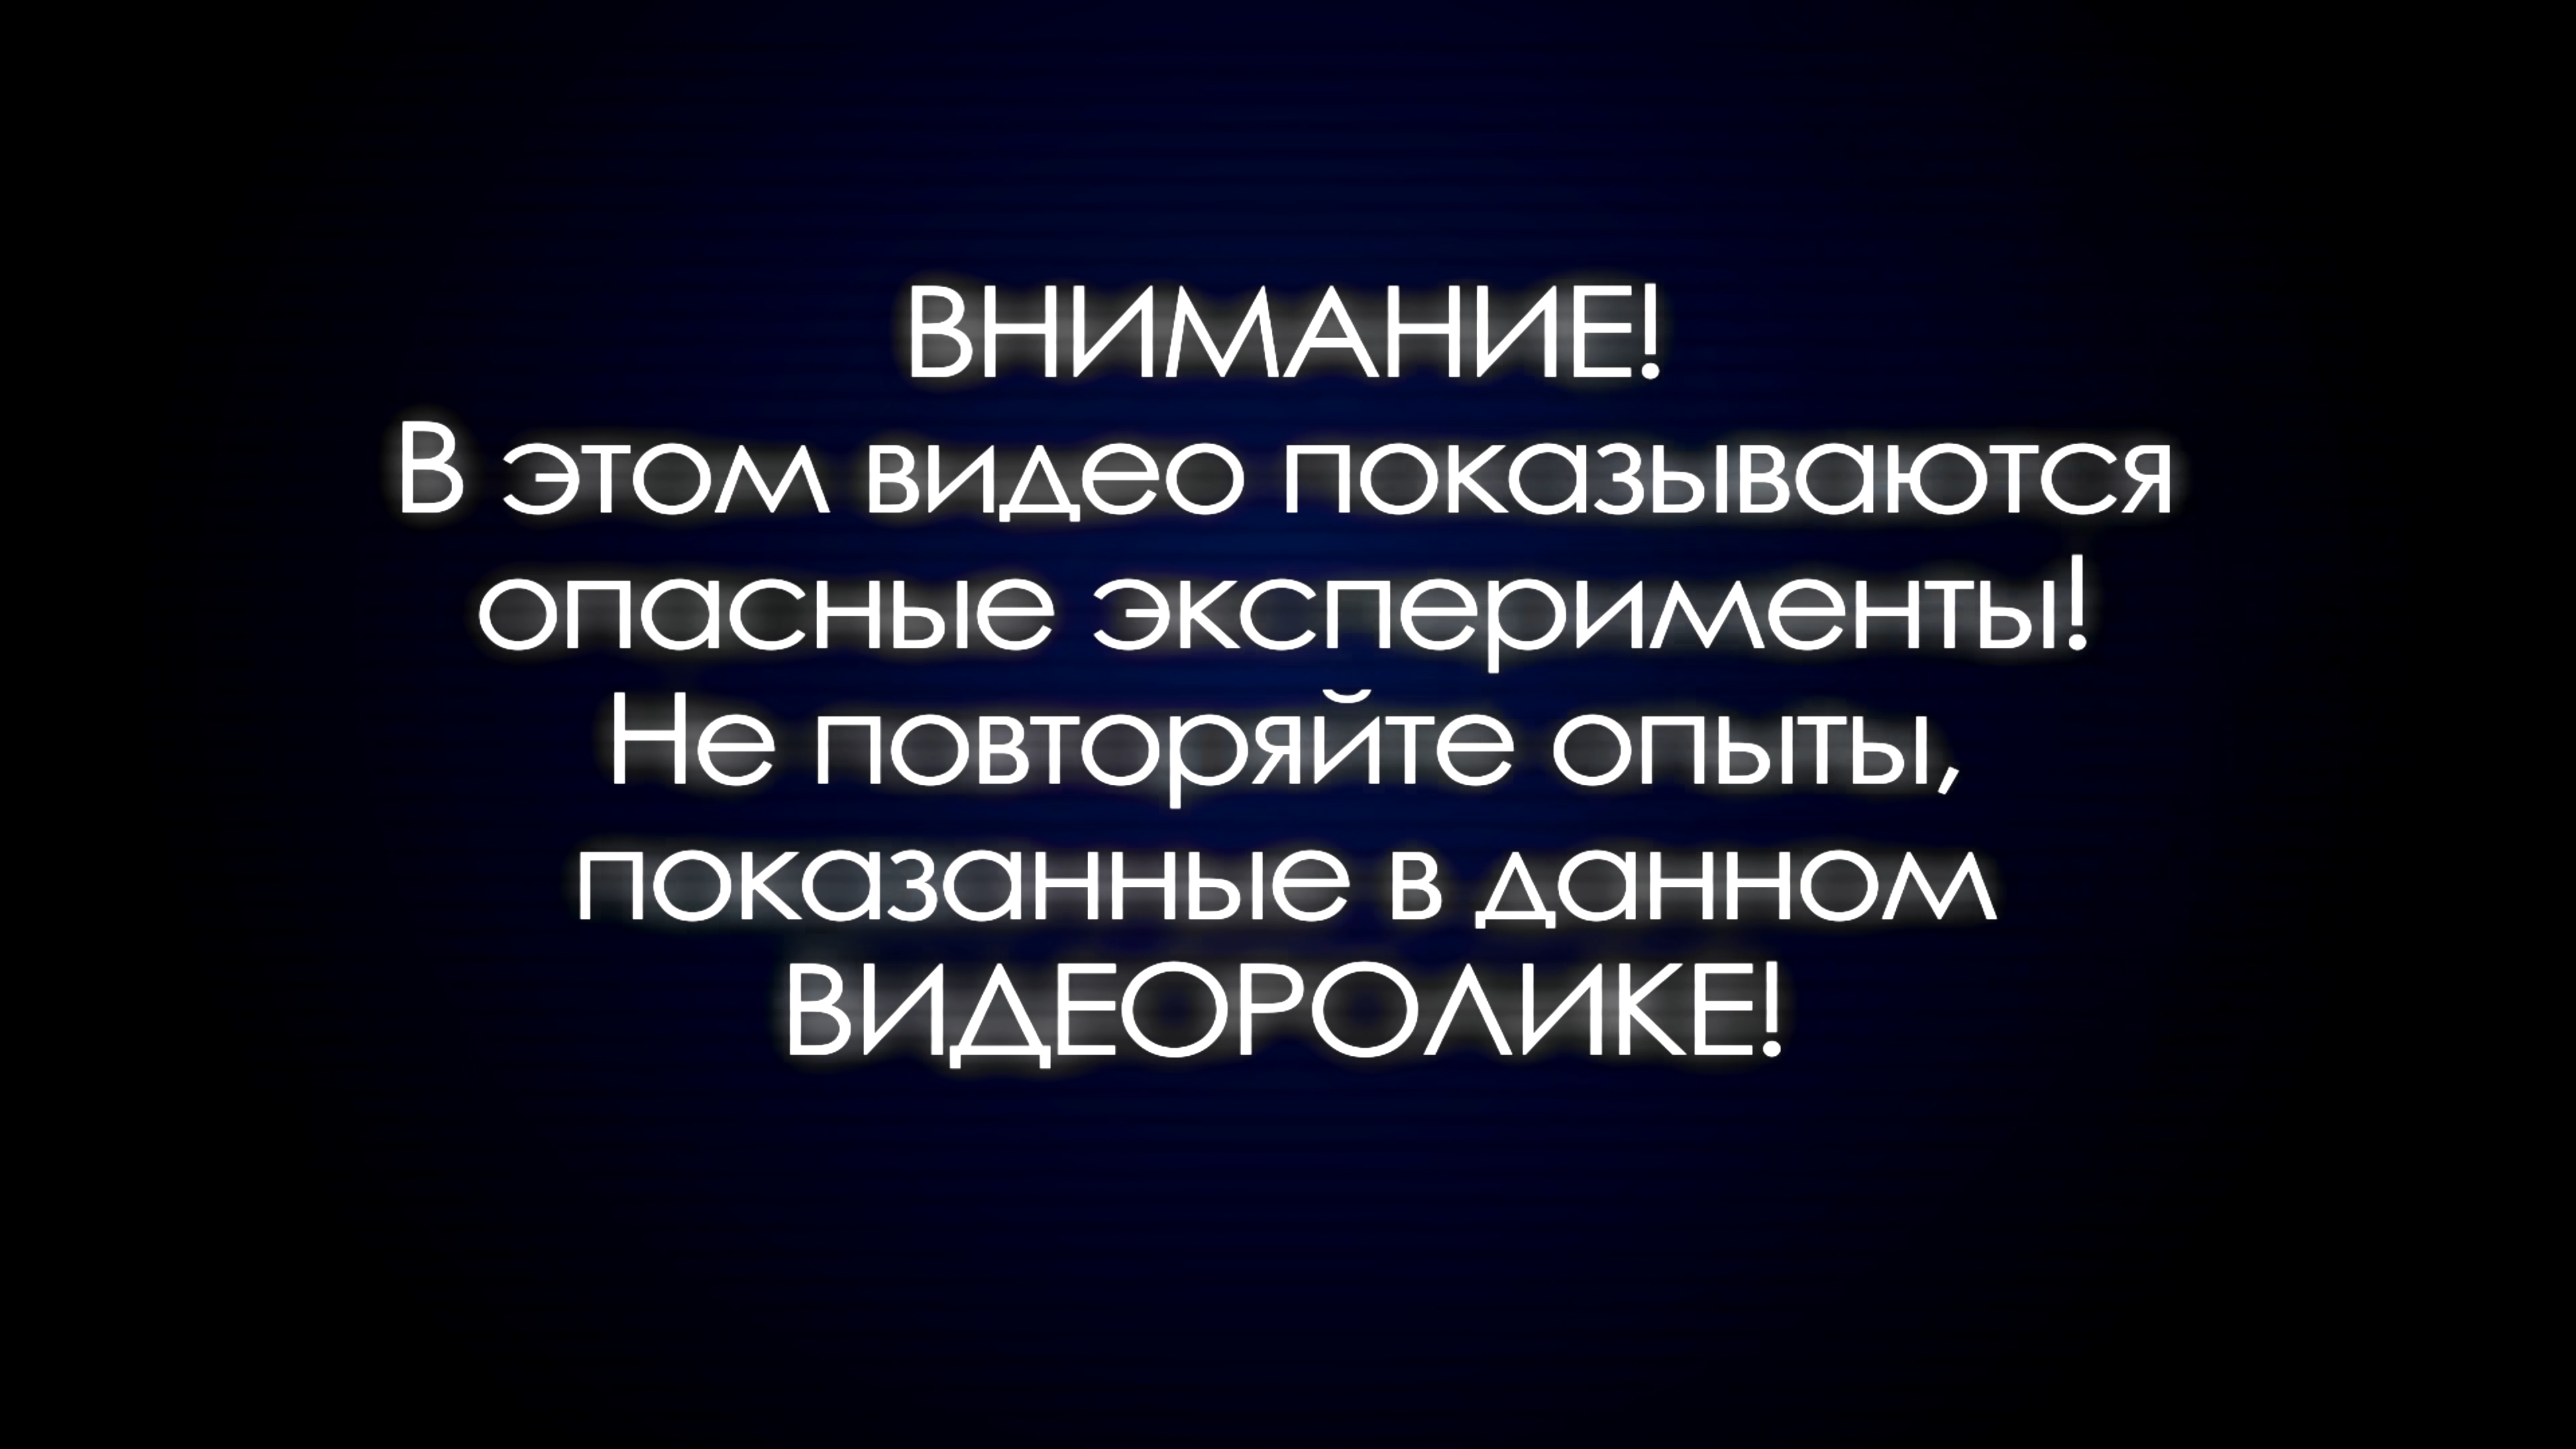 ВНИМАНИЕ!
В этом видео показываются
опасные эксперименты!
Не повторяйте опыты,
показанные в данном
ВИДЕОРОЛИКЕ!